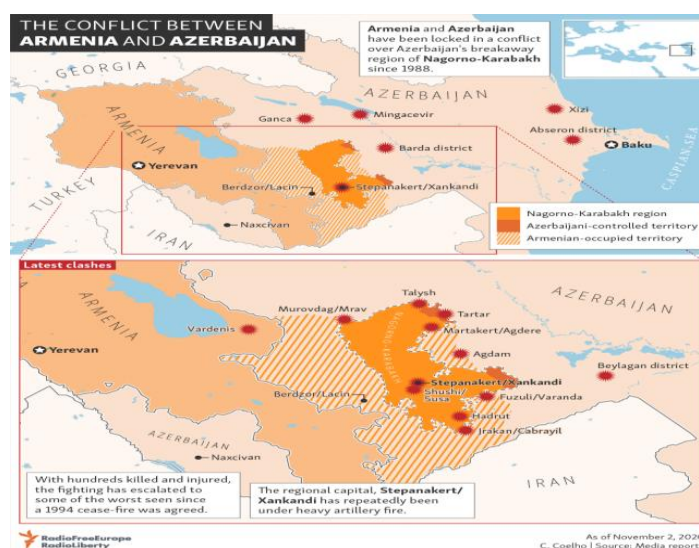 THE CONFLICT BETWEEN
ARMENIA AND AZERBAIJAN
Armenia and Azerbaijan
have been locked in a conflict
over Azerbaijan's breakaway
region of Nagorno-Karabakh
since 1988.
GEORGIA
AZERBAIJAN
ARMENIA
Ganca
Mingacevir
Xizi
Abseron district
Baku
CASPIAN SEA
Barda district
Yerevan
Berdzor/Lacin
Stepanakert/Xankandi
TURKEY
Naxcivan
IRAN
Nagorno-Karabakh region
Azerbaijani-controlled territory
Armenian-occupied territory
Latest clashes
ARMENIA
AZERBAIJAN
Talysh
Murovdag/Mrav
Tartar
Vardenis
Martakert/Agdere
NAGORNO-KARABAKH
Yerevan
Agdam
Beylagan district
Stepanakert/Xankandi
Shushi/
Susa
Berdzor/Lacin
Fuzuli/Varanda
Hadrut
Jrakan/Cabrayil
AZERBAIJAN
Naxcivan
IRAN
With hundreds killed and injured,
the fighting has escalated to
some of the worst seen since
a 1994 cease-fire was agreed.
The regional capital, Stepanakert/
Xankandi has repeatedly been
under heavy artillery fire.
RadioFreeEurope
RadioLiberty
As of November 2, 202
C. Coelho | Source: Media report